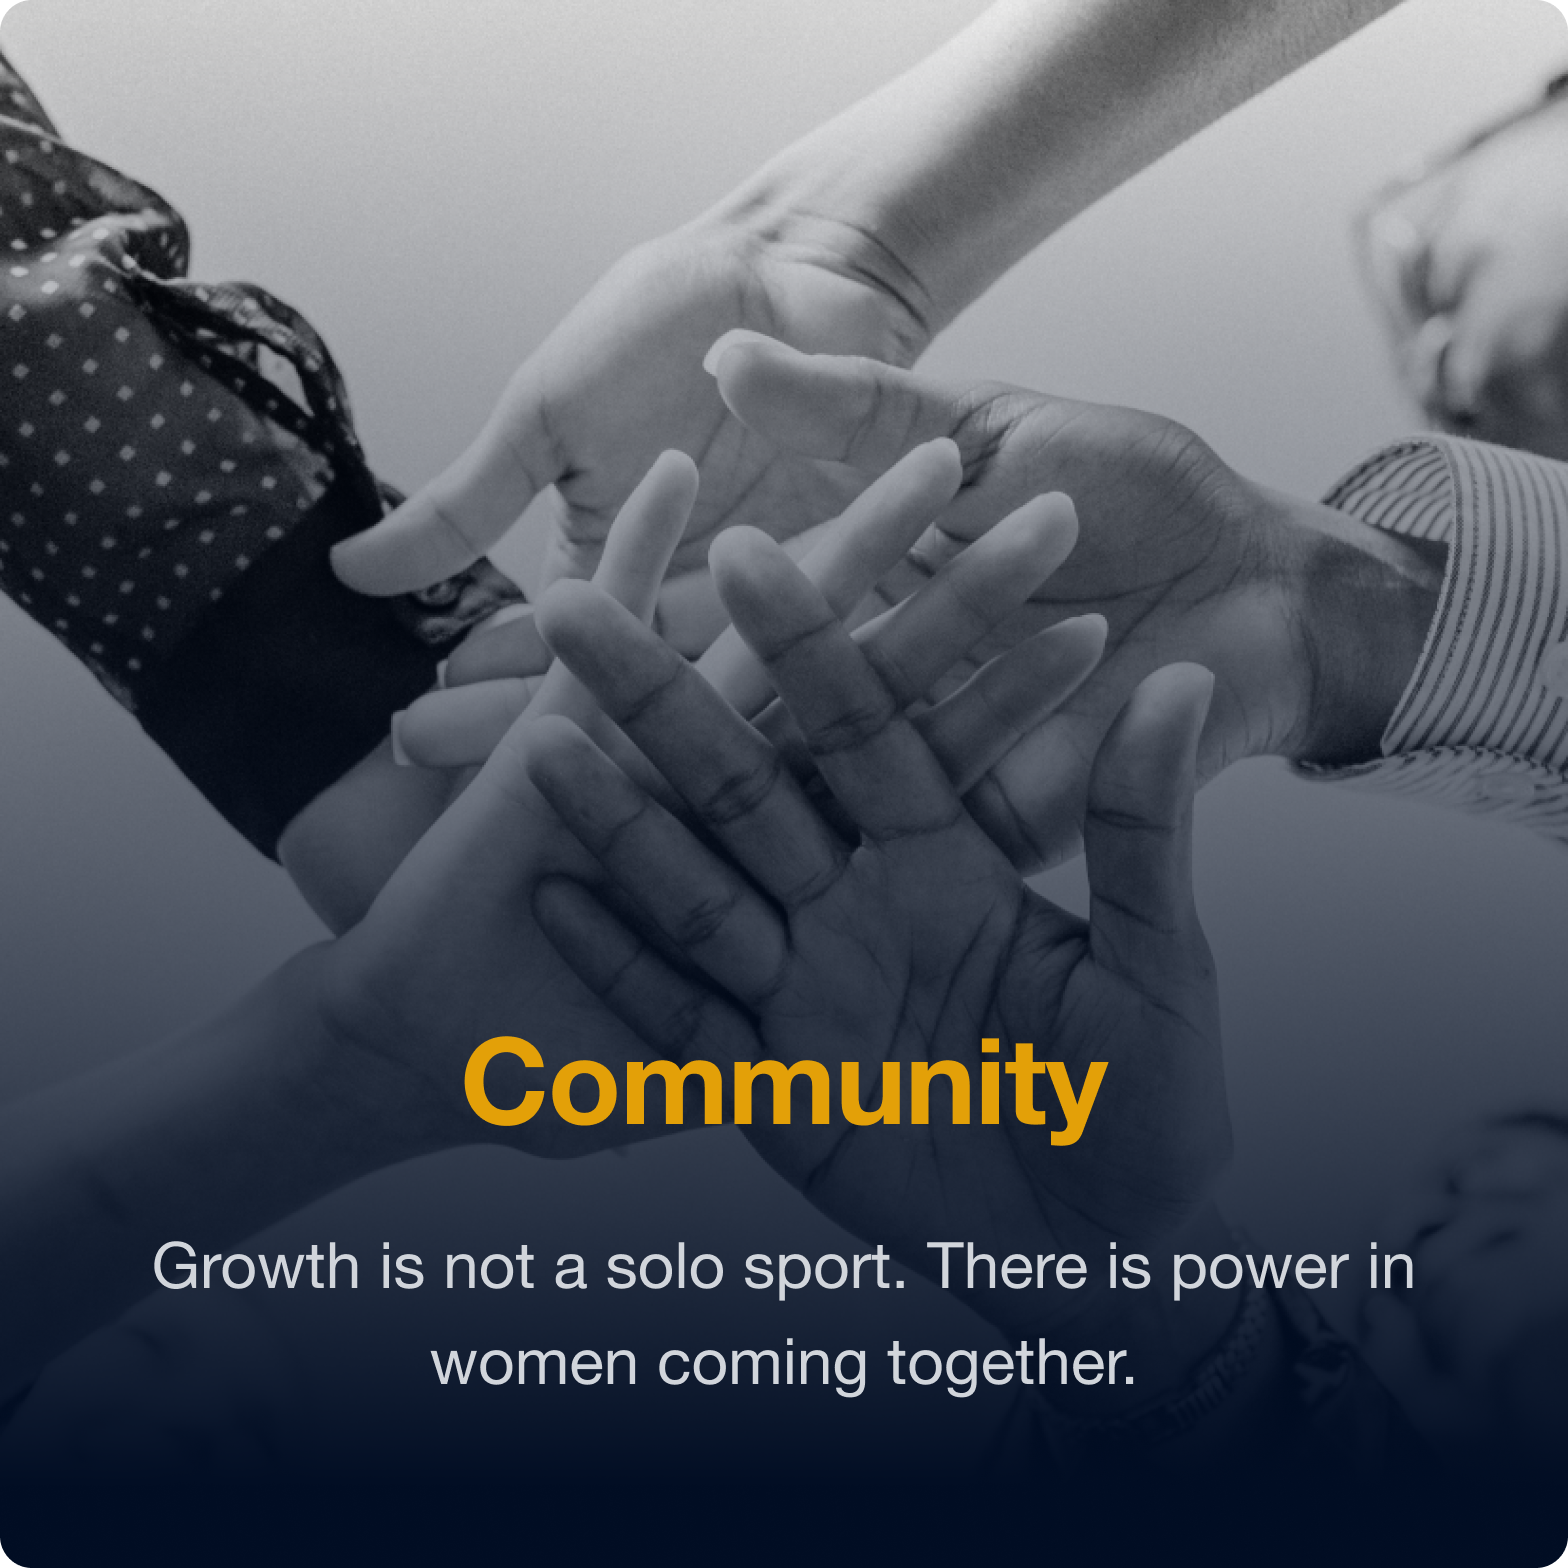 Community
Growth is not a solo sport. There is power in
women coming together.